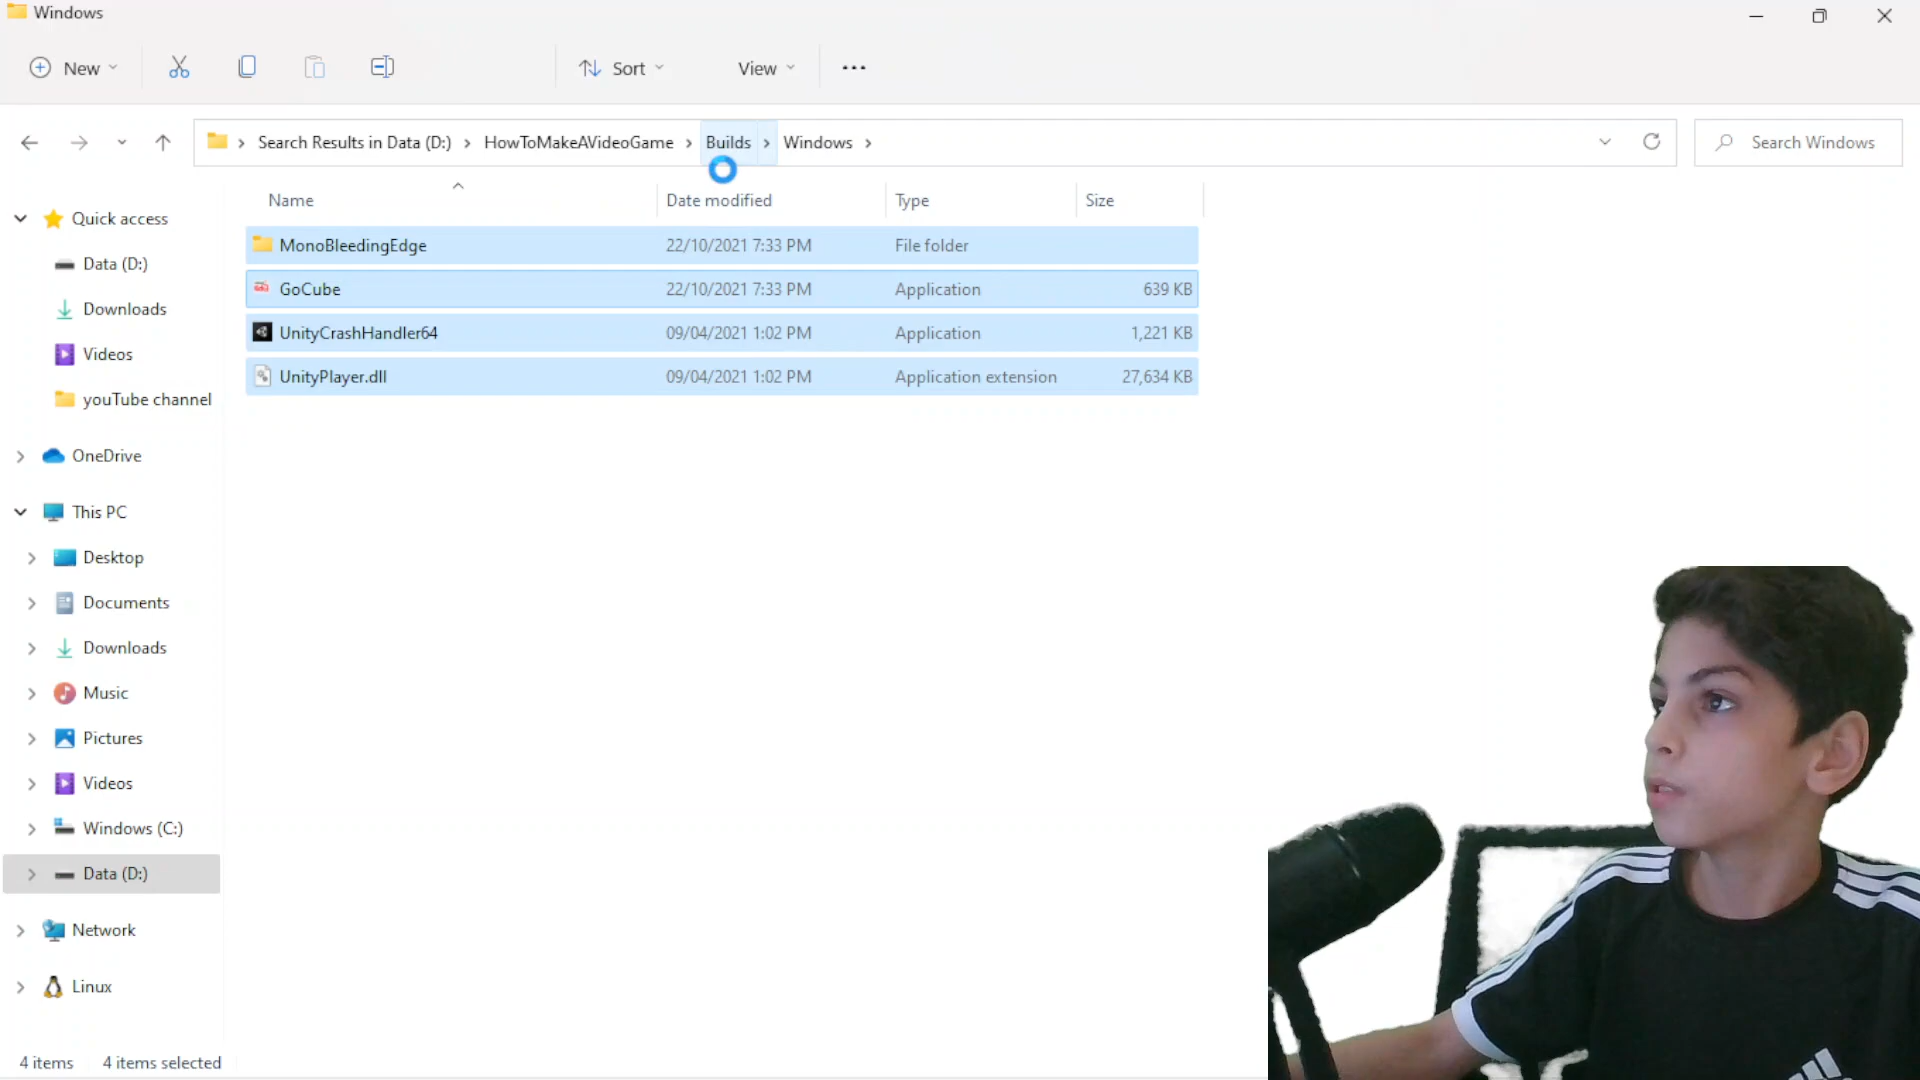 Windows
New
Sort
View
Search Results in Data (D:) > HowToMakeAVideoGame > Builds > Windows >
Search Windows
Name Date modified Type Size
MonoBleedingEdge 22/10/2021 7:33 PM File folder
GoCube 22/10/2021 7:33 PM Application 639 KB
UnityCrashHandler64 09/04/2021 1:02 PM Application 1,221 KB
UnityPlayer.dll 09/04/2021 1:02 PM Application extension 27,634 KB
Quick access
Data (D:)
Downloads
Videos
youTube channel
OneDrive
This PC
Desktop
Documents
Downloads
Music
Pictures
Videos
Windows (C:)
Data (D:)
Network
Linux
4 items 4 items selected